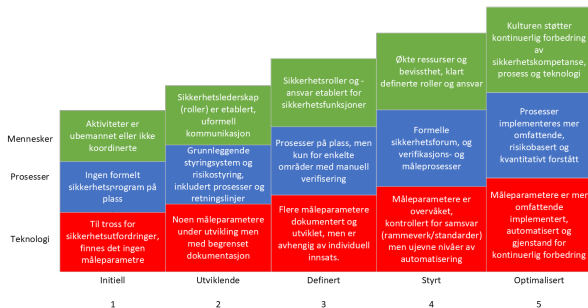 Mennesker
Prosesser
Teknologi
Aktiviteter er
ubemannet eller ikke
koordinerte
Ingen formelt
sikkerhetsprogram på
plass
Til tross for
sikkerhetsutfordringer,
finnes det ingen
måleparametre
Sikkerhetslederskap
(roller) er etablert,
uformell
kommunikasjon
Grunnleggende
styringsystem og
risikostyring,
inkludert prosesser og
retningslinjer
Noen måleparametre
under utvikling men
med begrenset
dokumentasjon
Sikkerhetsroller og -
ansvar etablert for
sikkerhetsfunksjoner
Prosesser på plass, men
kun for enkelte
områder med manuell
verifisering
Flere måleparametre
dokumentert og
utviklet, men er
avhengig av individuell
innsats.
Økte ressurser og
bevissthet, klart
definerte roller og ansvar
Formelle
sikkerhetsforum, og
verifikasjons- og
måleprosesser
Måleparametere er
overvåket,
kontrollert for samsvar
(rammeverk/standarder)
men ujevne nivåer av
automatisering
Kulturen støtter
kontinuerlig forbedring
av
sikkerhetskompetanse,
prosess og teknologi
Prosesser
implementeres mer
omfattende,
risikobasert og
kvantitativt forstått
Måleparametere er mer
omfattende
implementert,
automatisert og
gjenstand for
kontinuerlig forbedring
Initiell
Utviklende
Definert
Styrt
Optimalisert
1
2
3
4
5